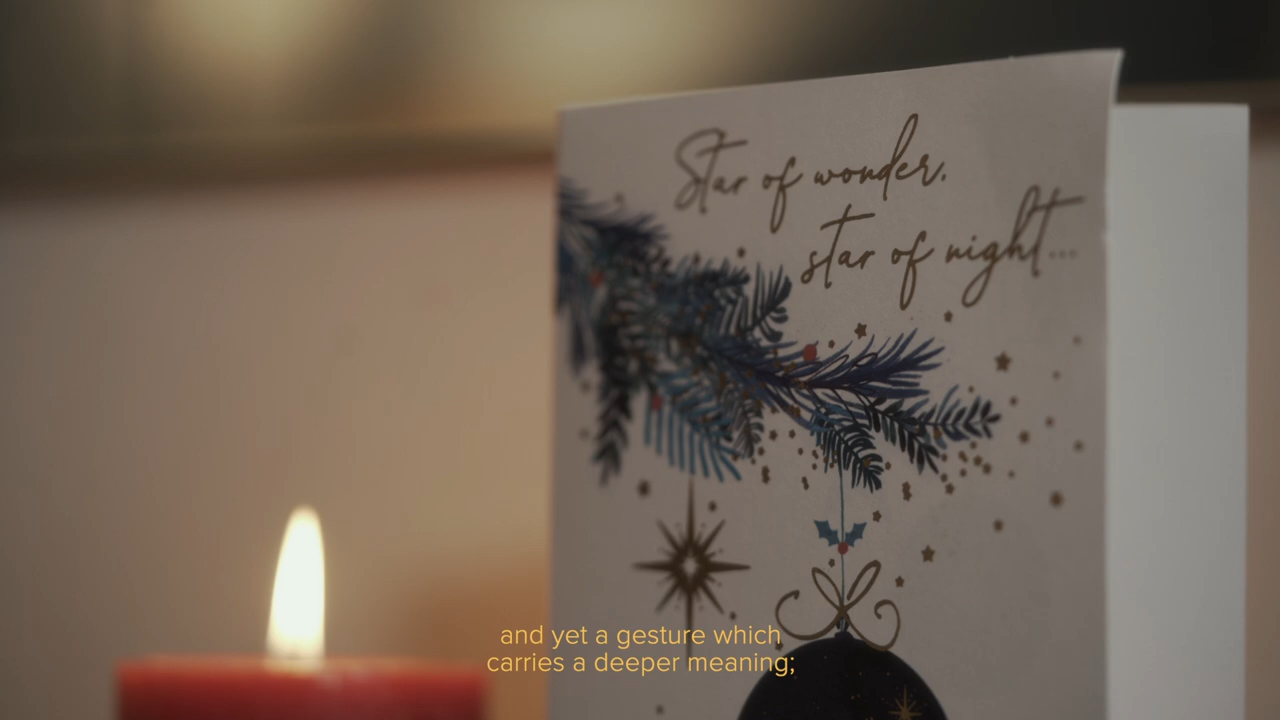 Star of wonder,
star of night...
and yet a gesture which
carries a deeper meaning;